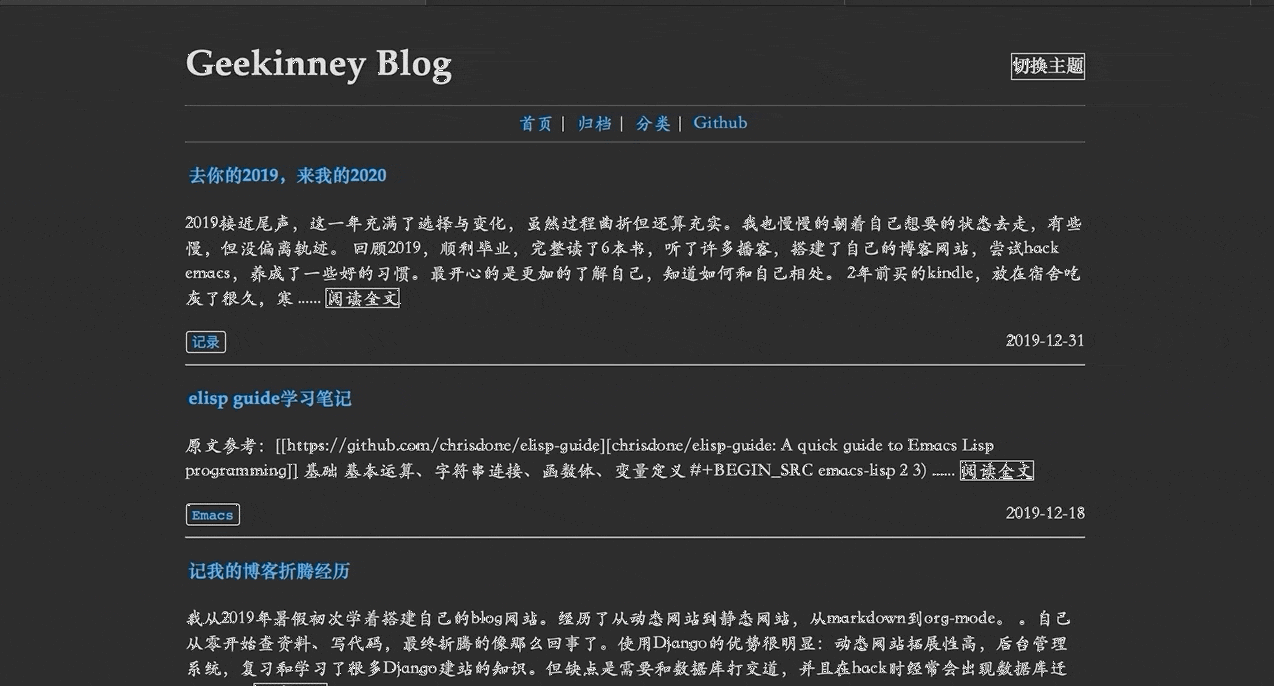 Geekinney Blog
切换主题
首页 | 归档 | 分类 | Github
去你的2019，来我的2020
2019接近尾声，这一年充满了选择与变化，虽然过程曲折但还算充实。我也慢慢的朝着自己想要的状态去走，有些
慢，但没偏离轨迹。 回顾2019，顺利毕业，完整读了6本书，听了许多播客，搭建了自己的博客网站，尝试hack
emacs，养成了一些好的习惯。最开心的是更加的了解自己，知道如何和自己相处。 2年前买的kindle，放在宿舍吃
灰了很久，寒 ...... 阅读全文
记录
2019-12-31
elisp guide学习笔记
原文参考：[[https://github.com/chrisdone/elisp-guide][chrisdone/elisp-guide: A quick guide to Emacs Lisp
programming]] 基础 基本运算、字符串连接、函数体、变量定义 #+BEGIN_SRC emacs-lisp 2 3) ...... 阅读全文
Emacs
2019-12-18
记我的博客折腾经历
我从2019年暑假初次学着搭建自己的blog网站。经历了从动态网站到静态网站，从markdown到org-mode。 。自己
从零开始查资料、写代码，最终折腾的像那么回事了。使用Django的优势很明显：动态网站拓展性高，后台管理
系统，复习和学习了很多Django建站的知识。但缺点是需要和数据库打交道，并且在hack时经常会出现数据库迁